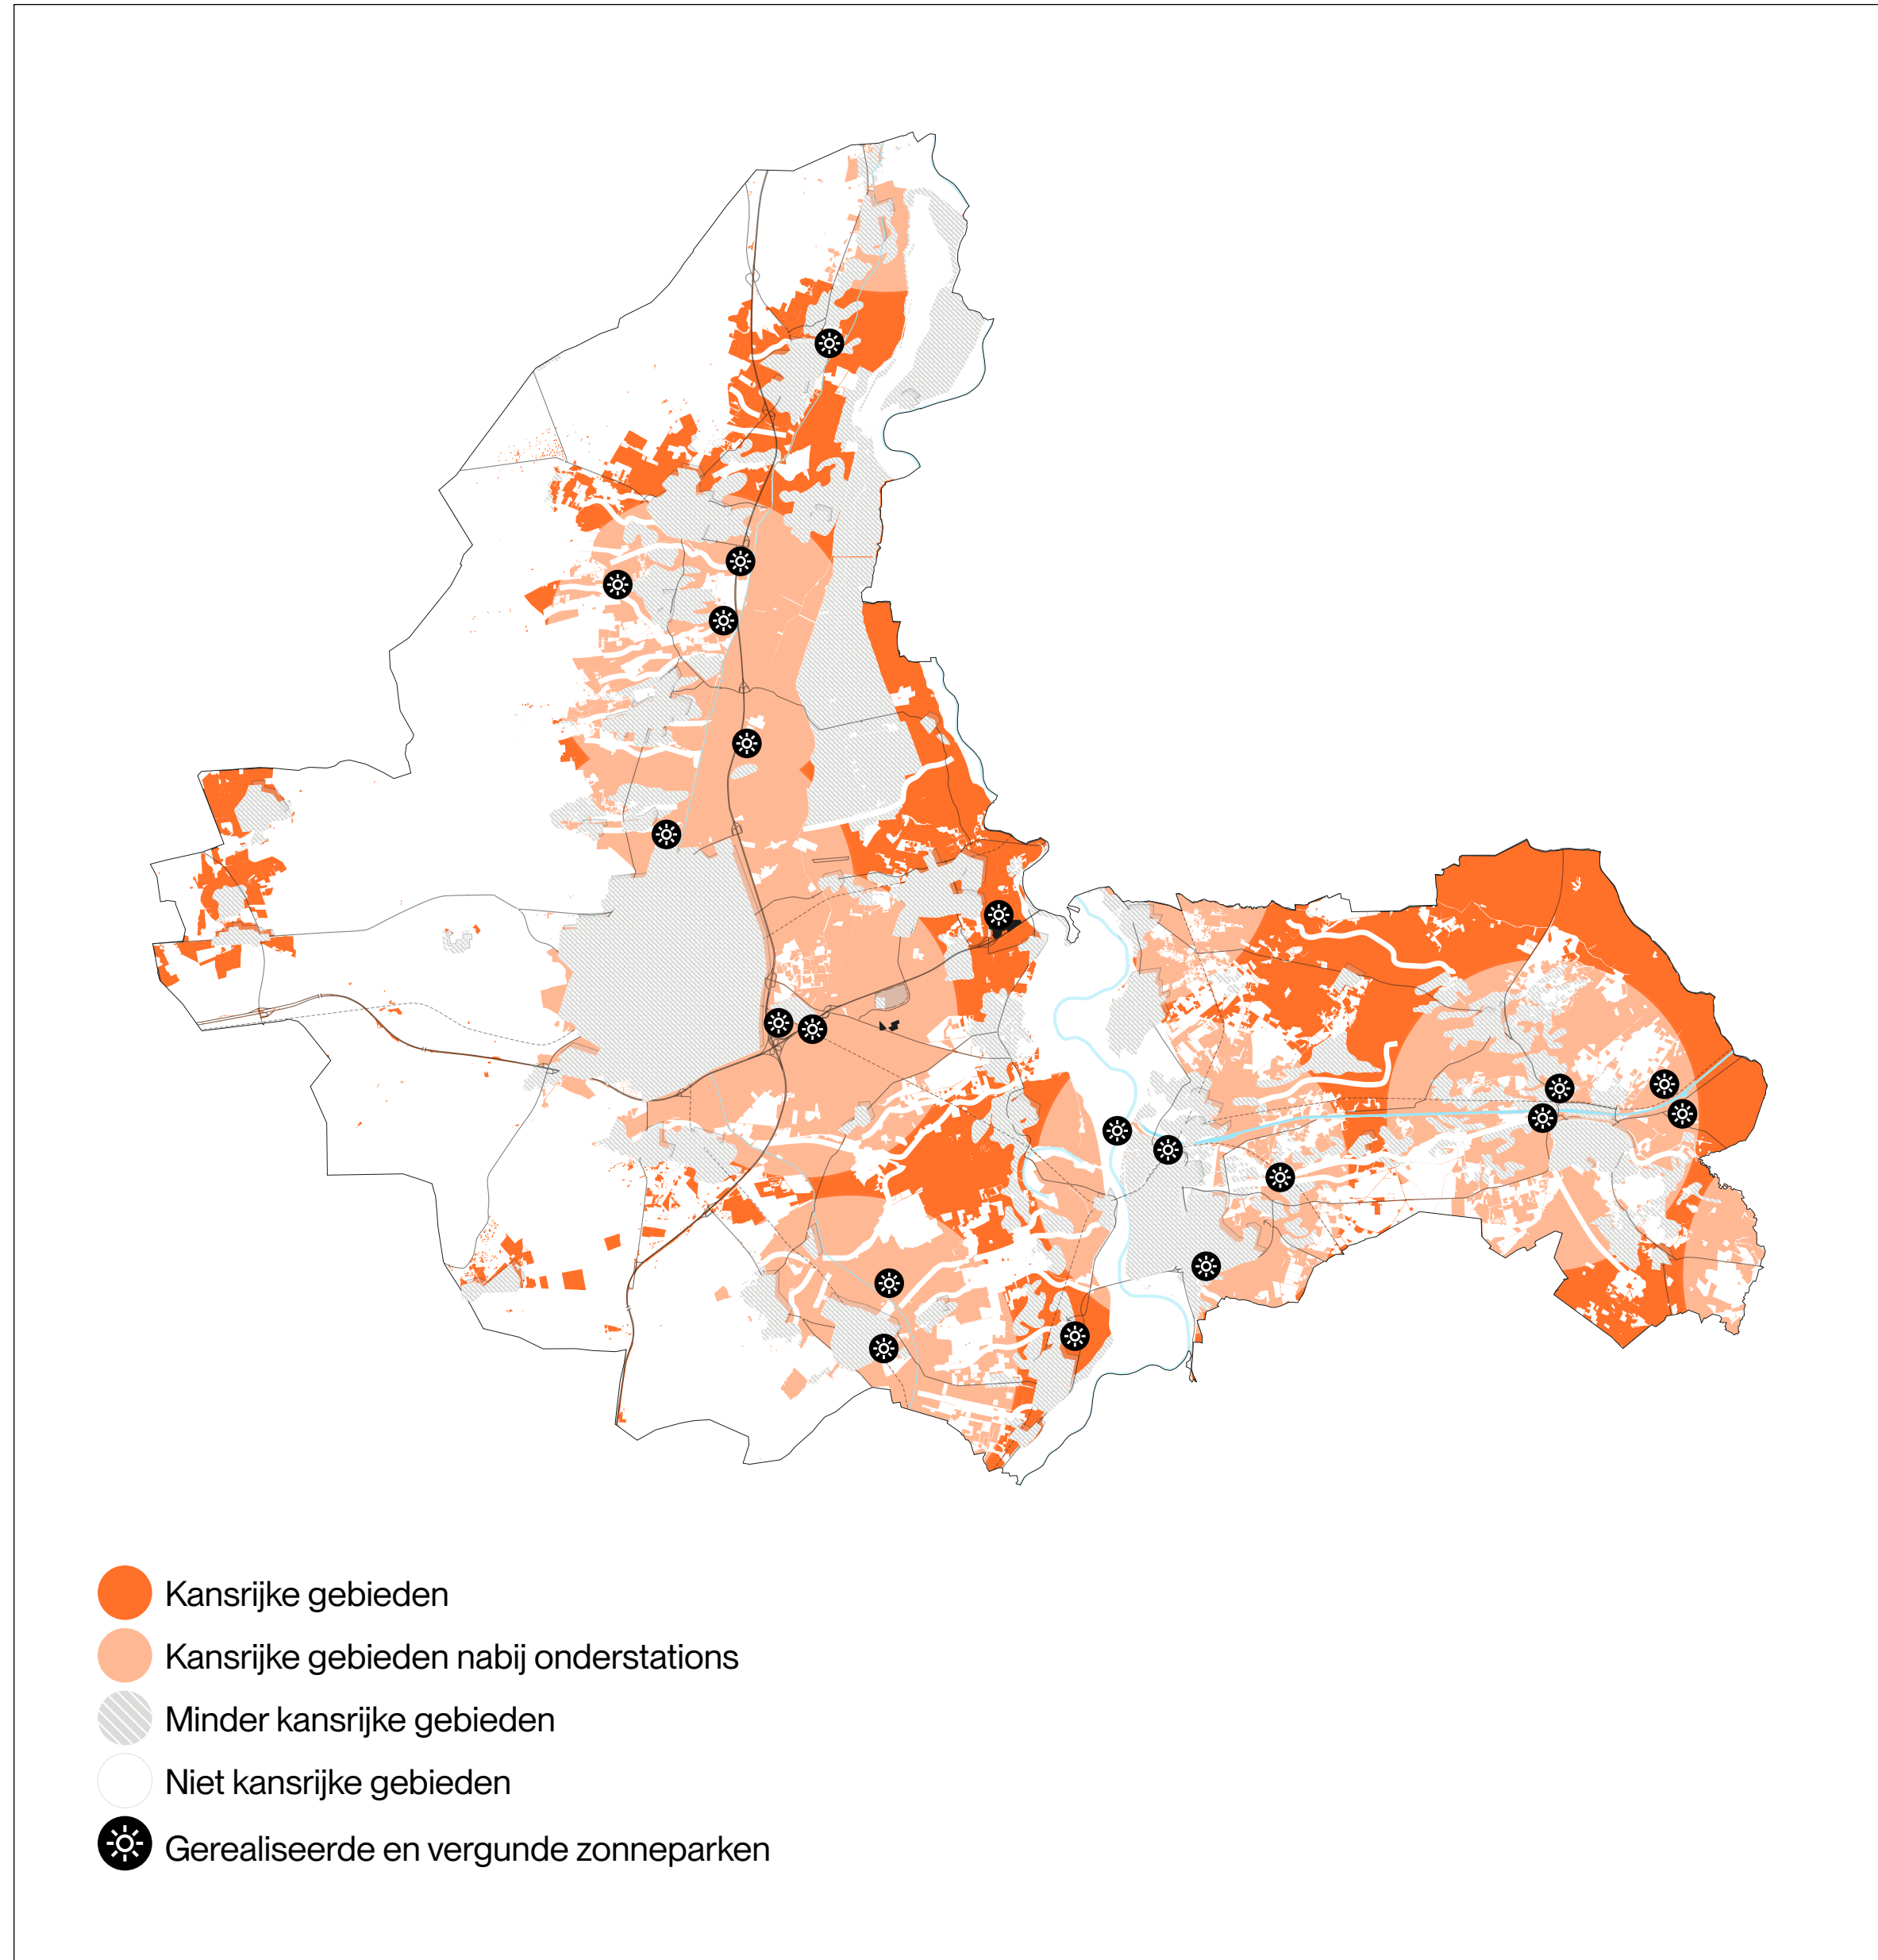 Kansrijke gebieden
Kansrijke gebieden nabij onderstations
Minder kansrijke gebieden
Niet kansrijke gebieden
Gerealiseerde en vergunde zonneparken